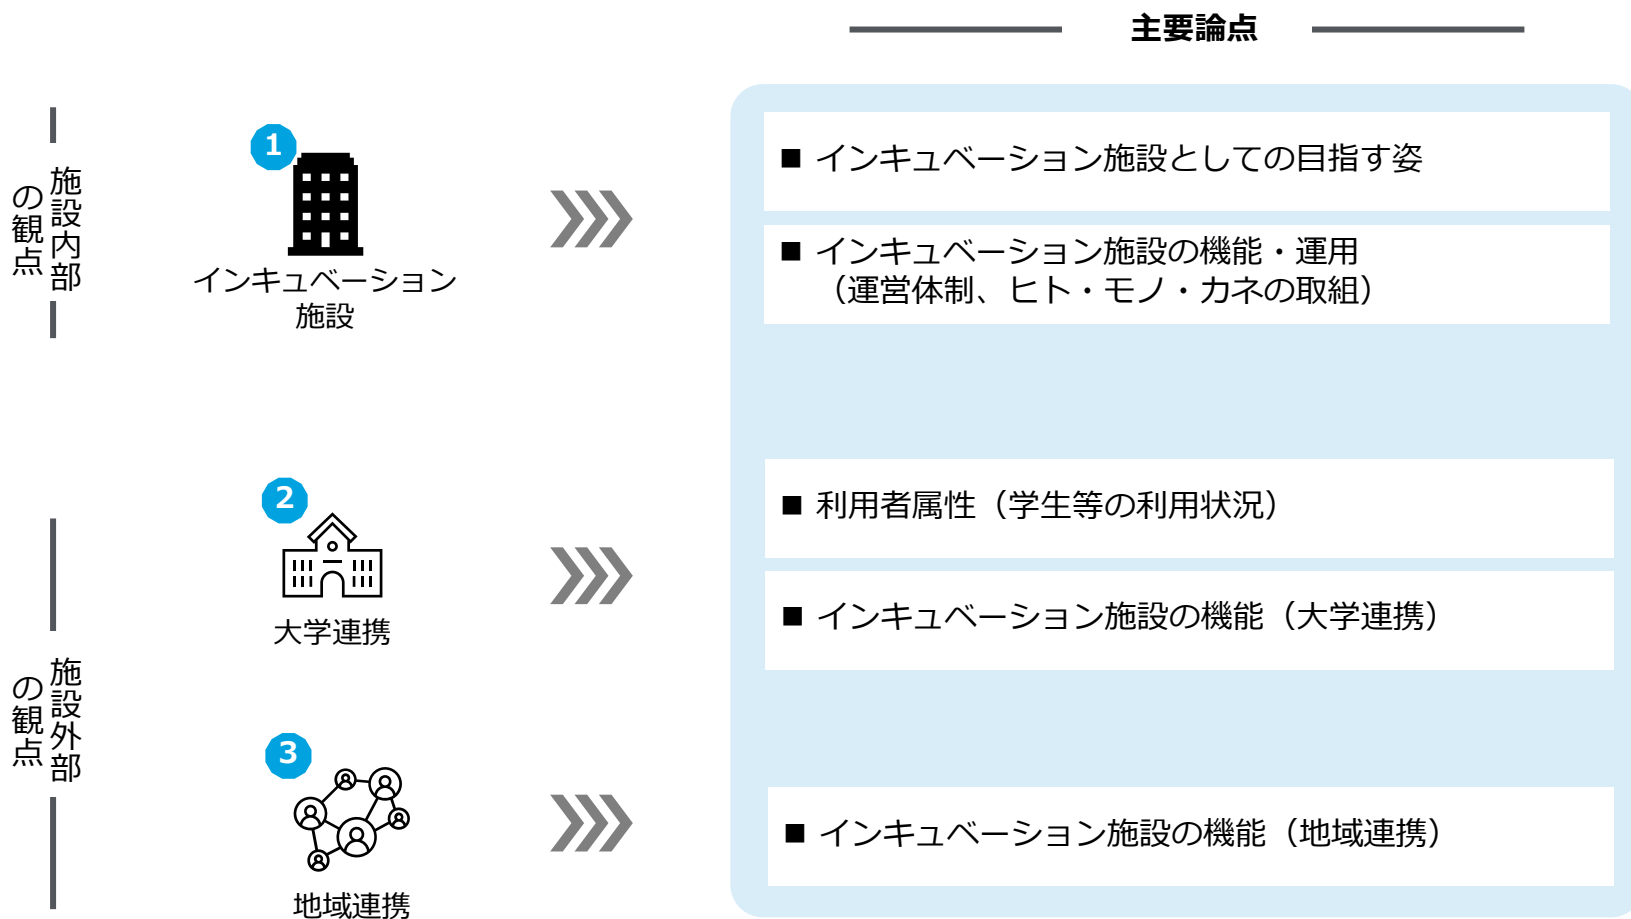 主要論点
施設内部
の観点
1
インキュベーション
施設
■ インキュベーション施設としての目指す姿
■ インキュベーション施設の機能・運用
（運営体制、ヒト・モノ・カネの取組）
施設外部
の観点
2
大学連携
■ 利用者属性（学生等の利用状況）
■ インキュベーション施設の機能（大学連携）
3
地域連携
■ インキュベーション施設の機能（地域連携）